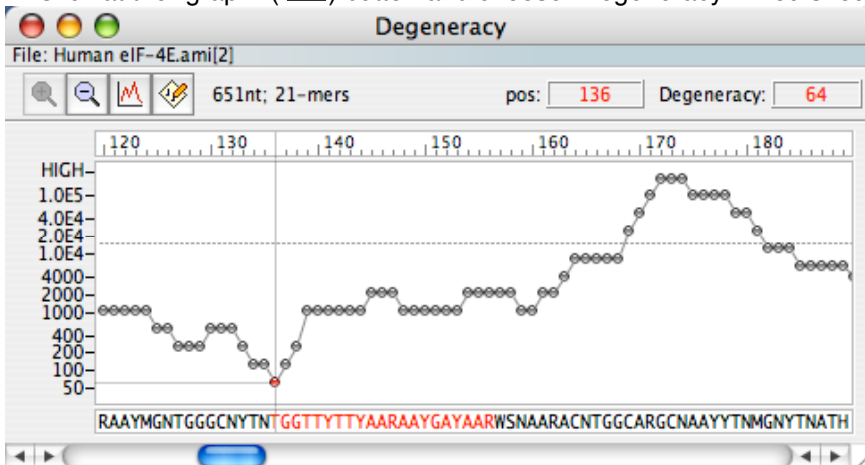 Degeneracy
File: Human eIF-4E.ami[2]
651nt; 21-mers pos: 136 Degeneracy: 64
120 130 140 150 160 170 180
HIGH
1.0E5
4.0E4
2.0E4
1.0E4
4000
2000
1000
400
200
100
50
RAAYMGNTGGGCNYTNTGGTTYTTYAARAAYGAYAARWSNAARACNTGGCARGCNAAYYTNMGNYTNATH